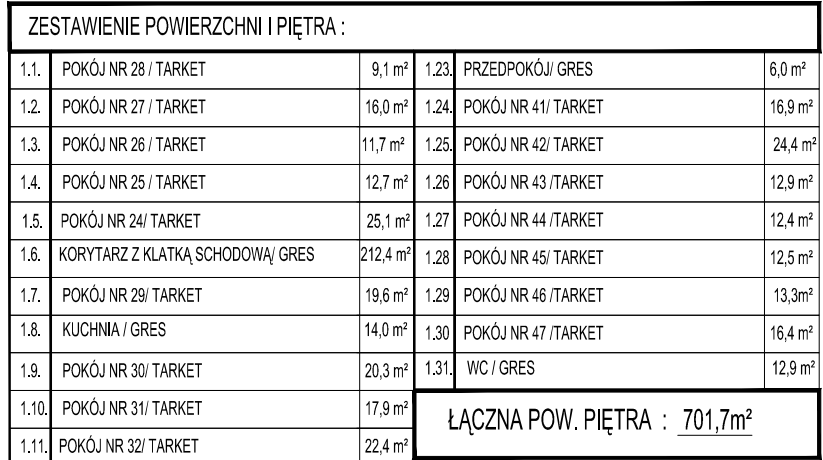 ZESTAWIENIE POWIERZCHNI I PIĘTRA :
1.1. POKÓJ NR 28 / TARKET 9,1 m²
1.2. POKÓJ NR 27 / TARKET 16,0 m²
1.3. POKÓJ NR 26 / TARKET 11,7 m²
1.4. POKÓJ NR 25 / TARKET 12,7 m²
1.5. POKÓJ NR 24/ TARKET 25,1 m²
1.6. KORYTARZ Z KLATKĄ SCHODOWĄ/ GRES 212,4 m²
1.7. POKÓJ NR 29/ TARKET 19,6 m²
1.8. KUCHNIA / GRES 14,0 m²
1.9. POKÓJ NR 30/ TARKET 20,3 m²
1.10. POKÓJ NR 31/ TARKET 17,9 m²
1.11. POKÓJ NR 32/ TARKET 22,4 m²
1.23. PRZEDPOKÓJ/ GRES 6,0 m²
1.24. POKÓJ NR 41/ TARKET 16,9 m²
1.25. POKÓJ NR 42/ TARKET 24,4 m²
1.26 POKÓJ NR 43 /TARKET 12,9 m²
1.27 POKÓJ NR 44 /TARKET 12,4 m²
1.28 POKÓJ NR 45/ TARKET 12,5 m²
1.29 POKÓJ NR 46 /TARKET 13,3m²
1.30 POKÓJ NR 47 /TARKET 16,4 m²
1.31. WC / GRES 12,9 m²
ŁĄCZNA POW. PIĘTRA : 701,7m²